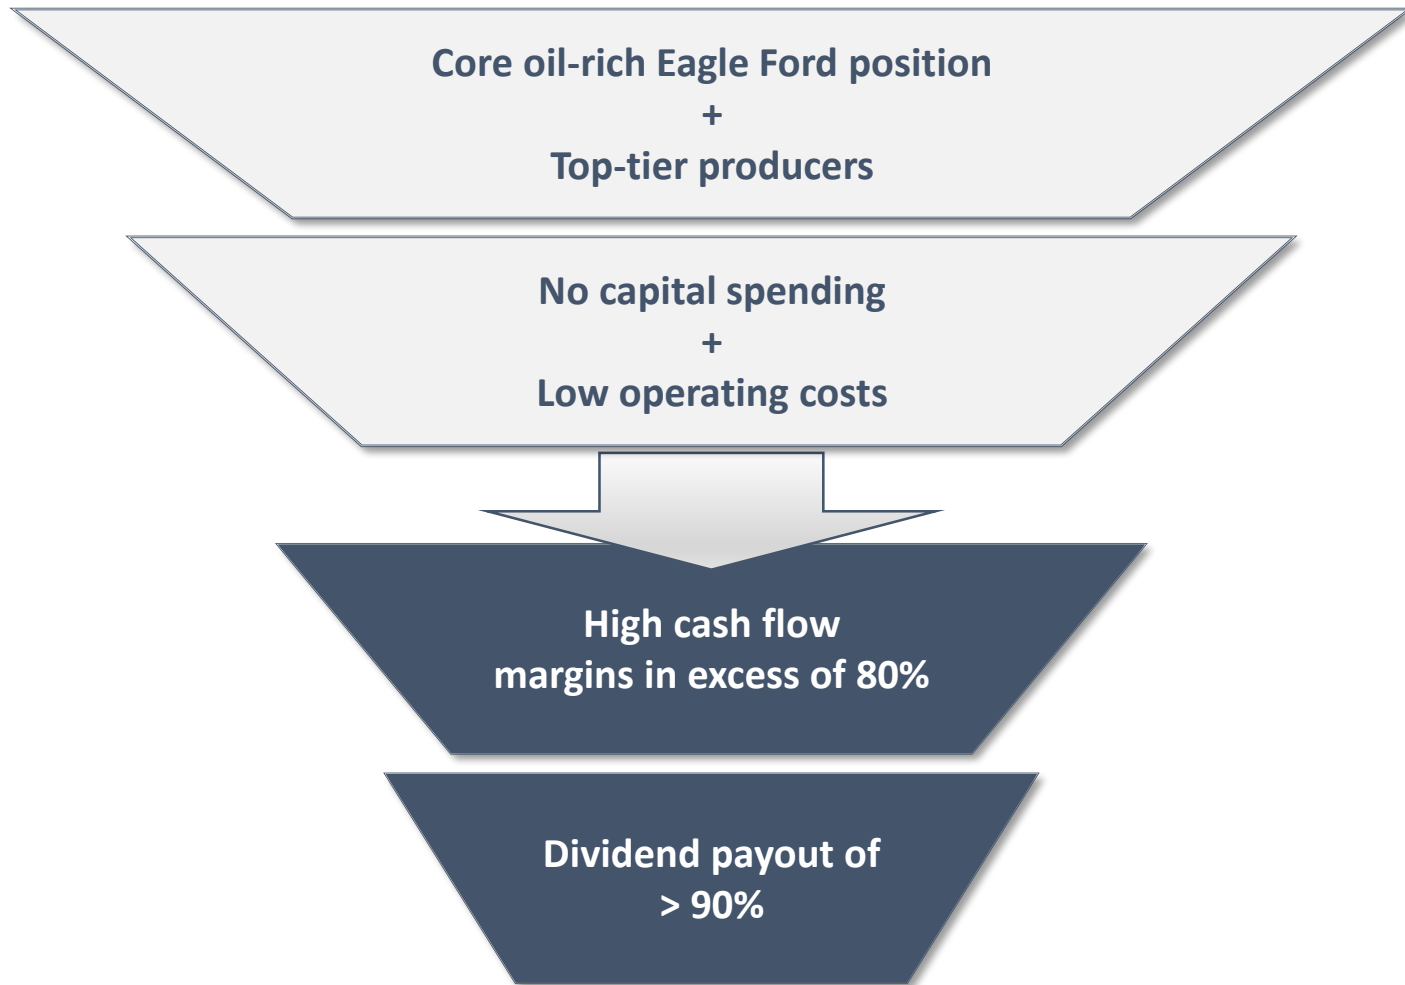 Core oil-rich Eagle Ford position
+
Top-tier producers
No capital spending
+
Low operating costs
High cash flow
margins in excess of 80%
Dividend payout of
> 90%